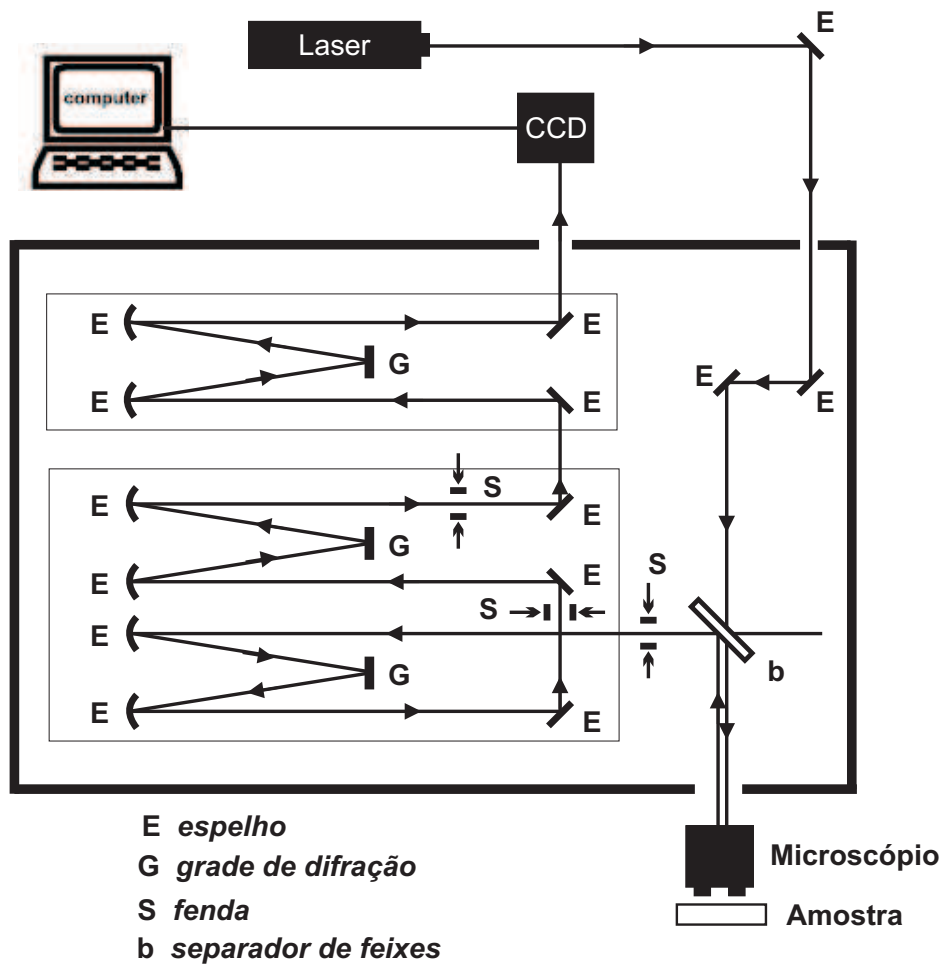 E
Laser
computer
CCD
E E
G
E E
E E
E S
G E
E E S
S
E
G b
E E
E espelho
G grade de difração
S fenda
b separador de feixes
Microscópio
Amostra